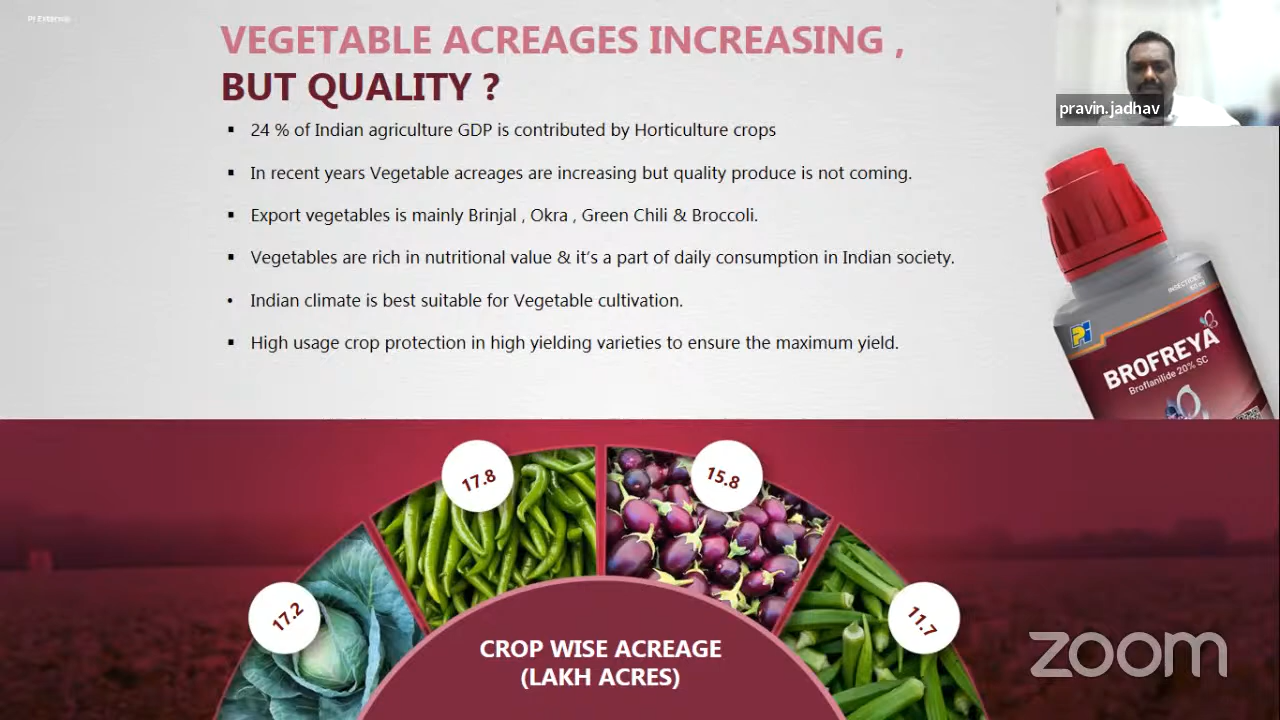 PI External
VEGETABLE ACREAGES INCREASING ,
BUT QUALITY ?
▪ 24 % of Indian agriculture GDP is contributed by Horticulture crops
▪ In recent years Vegetable acreages are increasing but quality produce is not coming.
▪ Export vegetables is mainly Brinjal , Okra , Green Chili & Broccoli.
▪ Vegetables are rich in nutritional value & it's a part of daily consumption in Indian society.
• Indian climate is best suitable for Vegetable cultivation.
▪ High usage crop protection in high yielding varieties to ensure the maximum yield.
pravin.jadhav
INSECTICIDE
Pi
BROFREYA
Broflanilide 20% SC
17.2
17.8
15.8
11.7
CROP WISE ACREAGE
(LAKH ACRES)
zoom